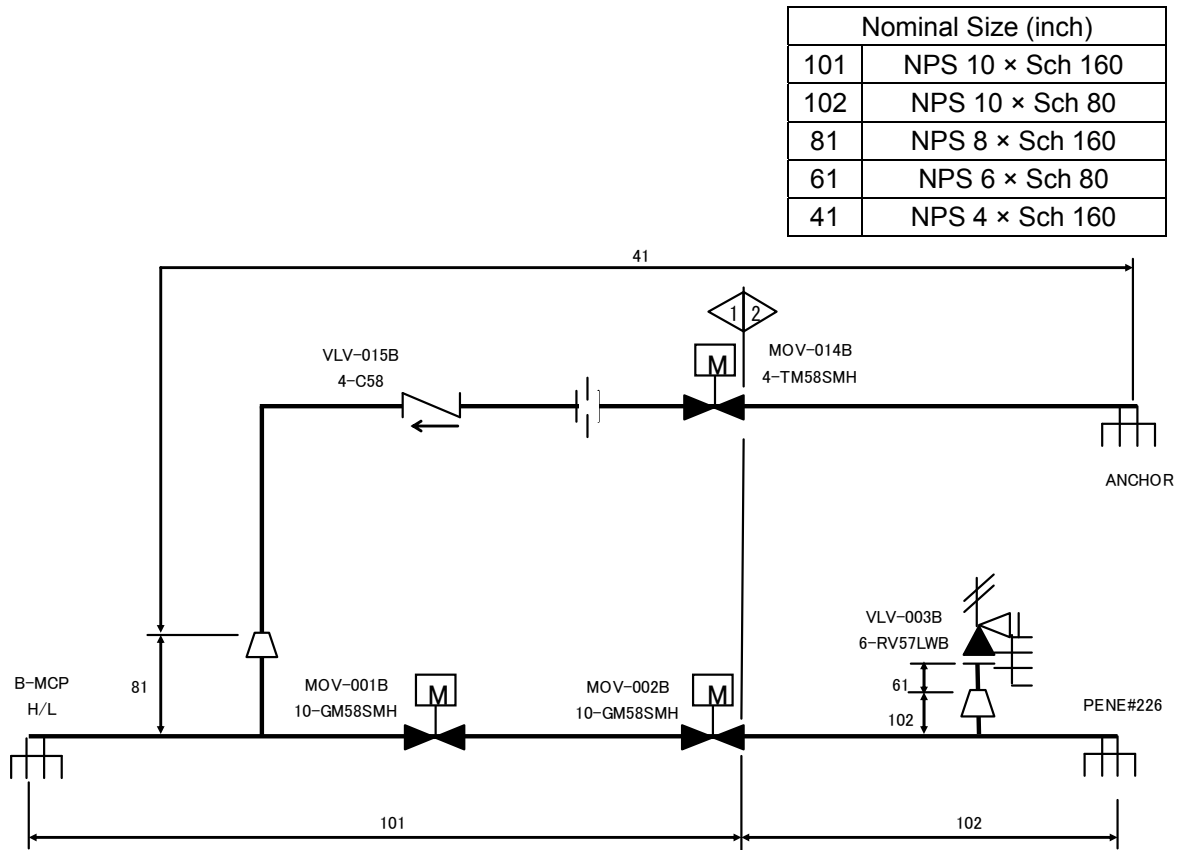 Nominal Size (inch)
101 NPS 10 × Sch 160
102 NPS 10 × Sch 80
81 NPS 8 × Sch 160
61 NPS 6 × Sch 80
41 NPS 4 × Sch 160
41
1 2
VLV-015B
4-C58
M
MOV-014B
4-TM58SMH
ANCHOR
VLV-003B
6-RV57LWB
B-MCP
H/L
81
MOV-001B
10-GM58SMH
M
MOV-002B
10-GM58SMH
M
61
102
PENE#226
101
102